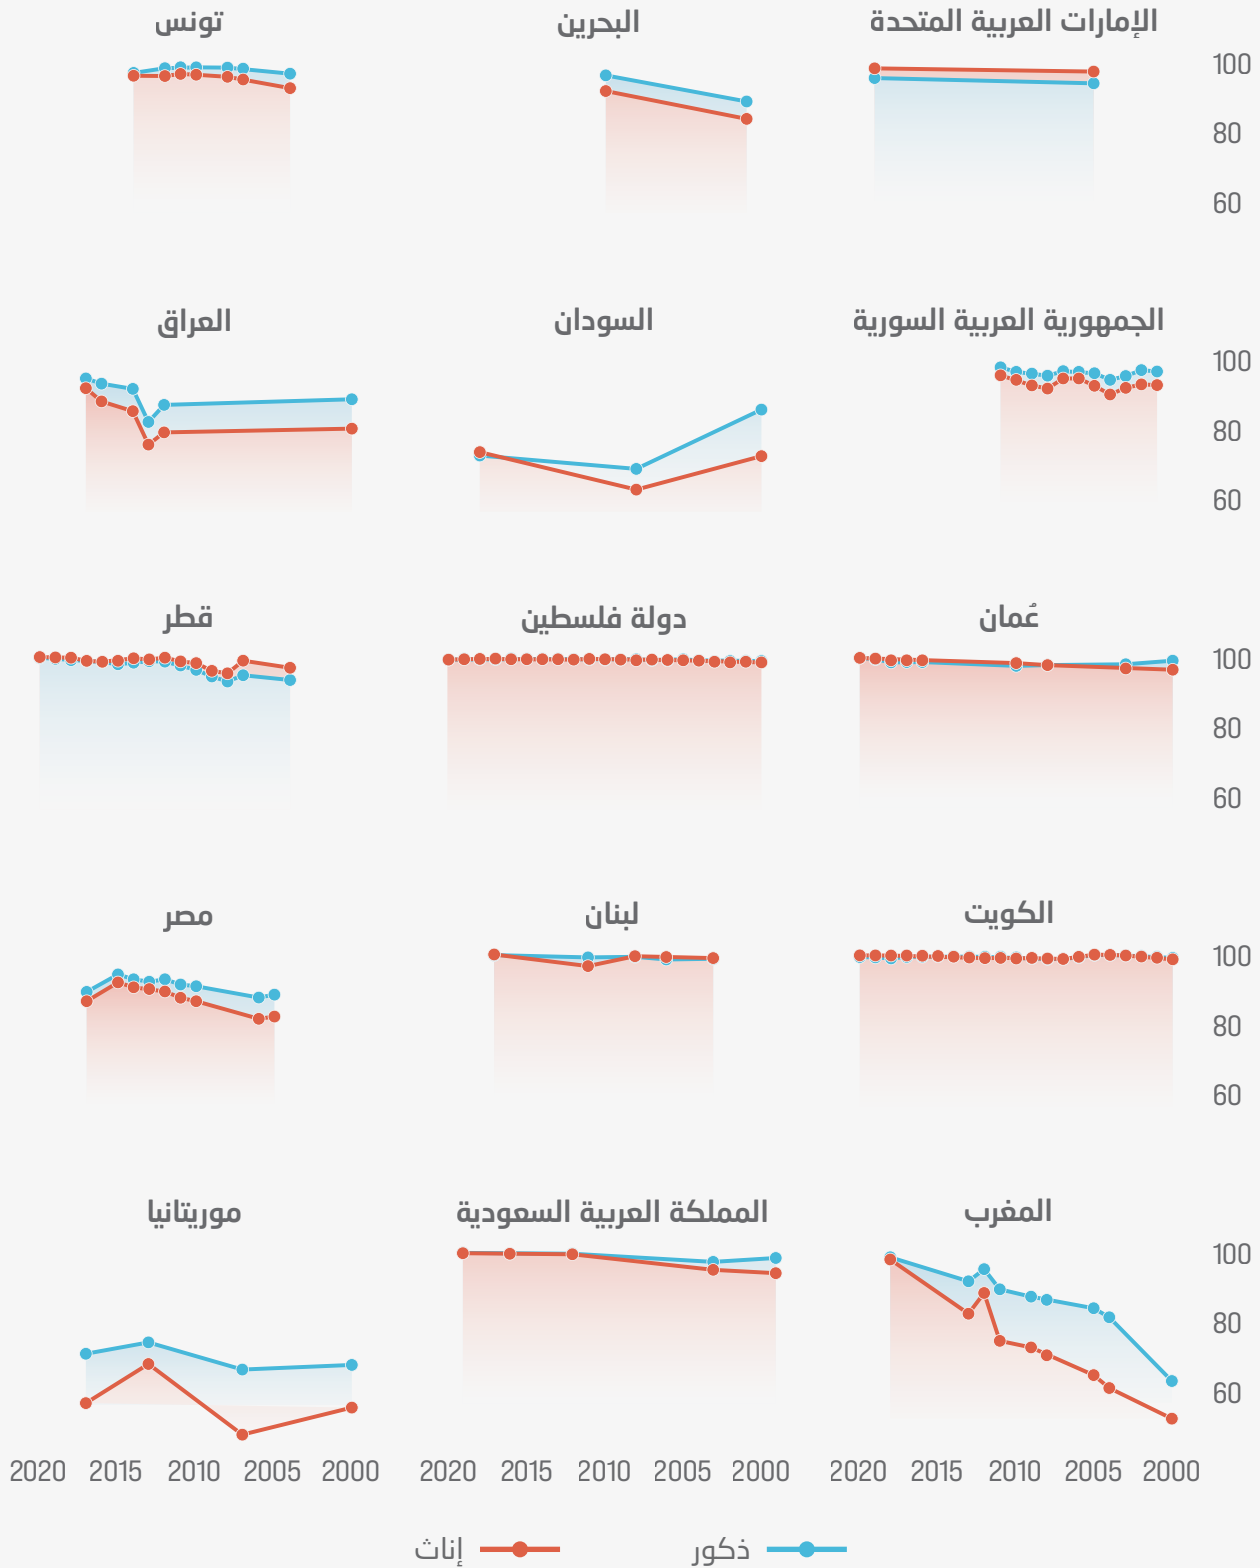 الإمارات العربية المتحدة
البحرين
تونس
100
80
60
الجمهورية العربية السورية
السودان
العراق
100
80
60
عُمان
دولة فلسطين
قطر
100
80
60
الكويت
لبنان
مصر
100
80
60
المغرب
المملكة العربية السعودية
موريتانيا
100
80
60
2000 2005 2010 2015 2020
2000 2005 2010 2015 2020
2000 2005 2010 2015 2020
ذكور
إناث